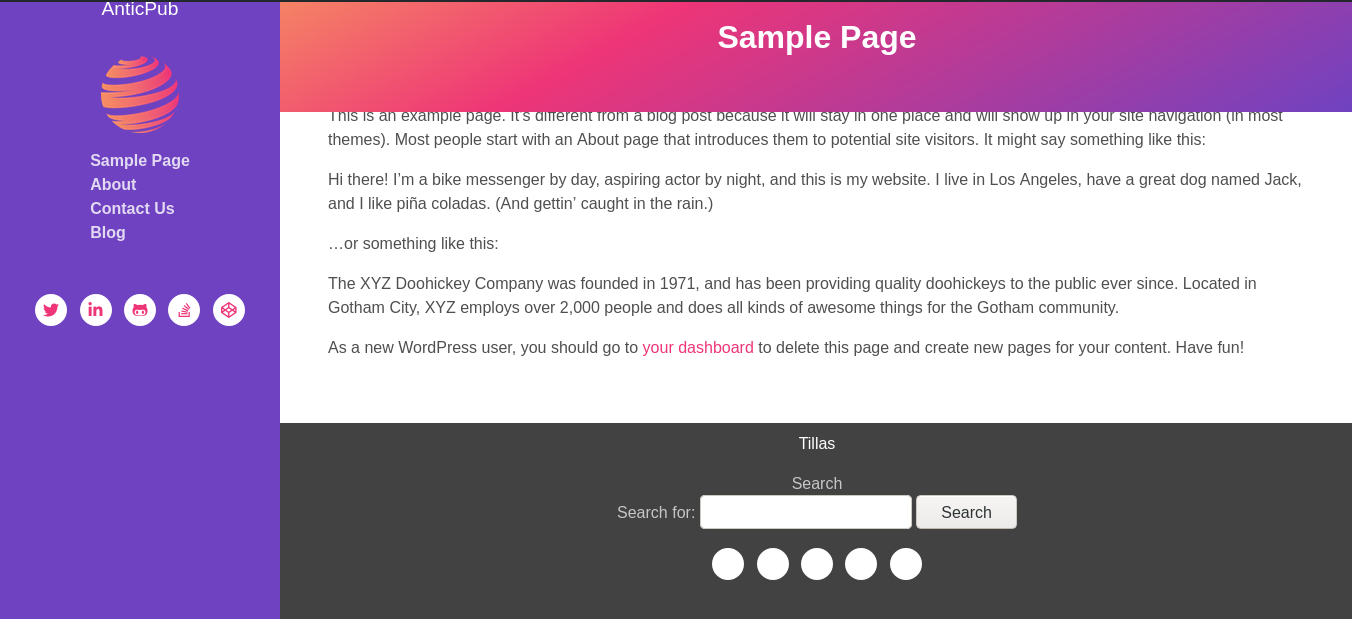 AnticPub
Sample Page
About
Contact Us
Blog
Sample Page
This is an example page. It's different from a blog post because it will stay in one place and will show up in your site navigation (in most
themes). Most people start with an About page that introduces them to potential site visitors. It might say something like this:
Hi there! I’m a bike messenger by day, aspiring actor by night, and this is my website. I live in Los Angeles, have a great dog named Jack,
and I like piña coladas. (And gettin’ caught in the rain.)
…or something like this:
The XYZ Doohickey Company was founded in 1971, and has been providing quality doohickeys to the public ever since. Located in
Gotham City, XYZ employs over 2,000 people and does all kinds of awesome things for the Gotham community.
As a new WordPress user, you should go to your dashboard to delete this page and create new pages for your content. Have fun!
Tillas
Search
Search for: Search